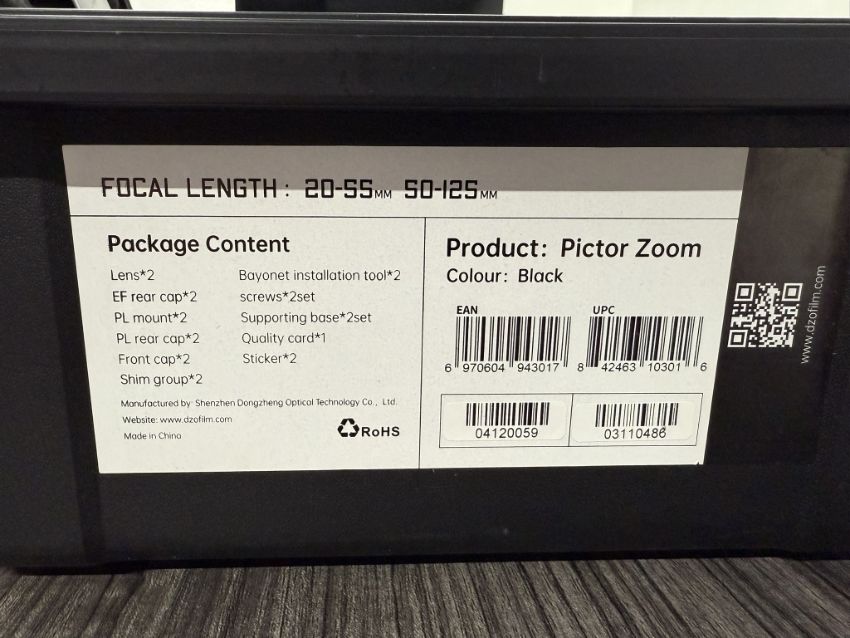 FOCAL LENGTH: 20-55MM 50-125MM
Package Content
Lens*2
EF rear cap*2
PL mount*2
PL rear cap*2
Front cap*2
Shim group*2
Bayonet installation tool*2
screws*2set
Supporting base*2set
Quality card*1
Sticker*2
Manufactured by: Shenzhen Dongzheng Optical Technology Co., Ltd.
Website: www.dzofilm.com
Made in China
RoHS
Product: Pictor Zoom
Colour: Black
EAN
6 970604 943017
UPC
8 42463 10301 6
04120059
03110486
www.dzofilm.com